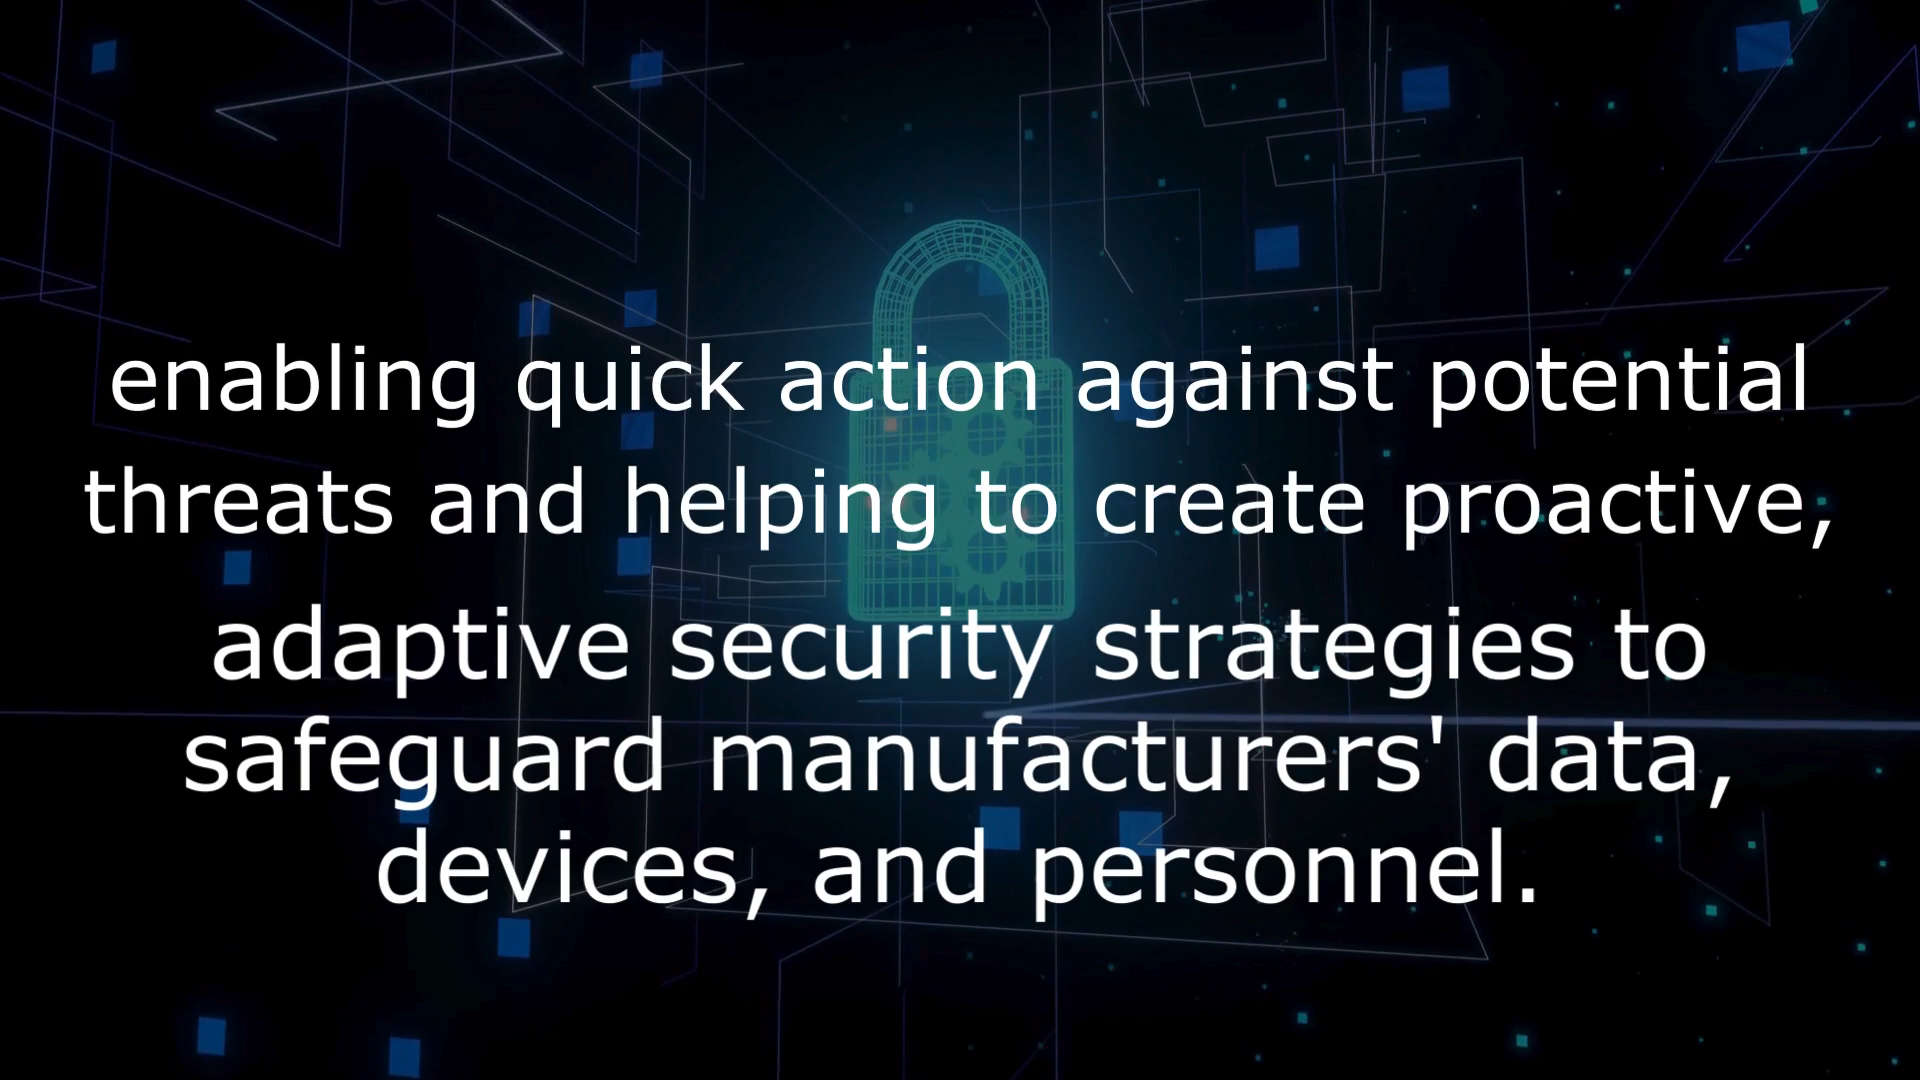 enabling quick action against potential
threats and helping to create proactive,
adaptive security strategies to
safeguard manufacturers' data,
devices, and personnel.